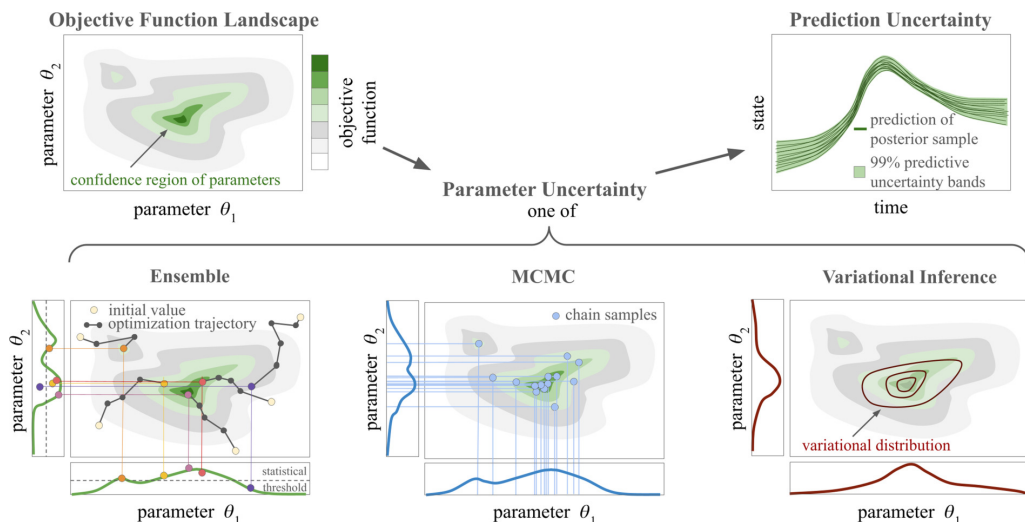 Objective Function Landscape
parameter θ₂
confidence region of parameters
parameter θ₁
objective
function
Prediction Uncertainty
state
prediction of
posterior sample
99% predictive
uncertainty bands
time
Parameter Uncertainty
one of
Ensemble
parameter θ₂
initial value
optimization trajectory
statistical
threshold
parameter θ₁
MCMC
parameter θ₂
chain samples
parameter θ₁
Variational Inference
parameter θ₂
variational distribution
parameter θ₁